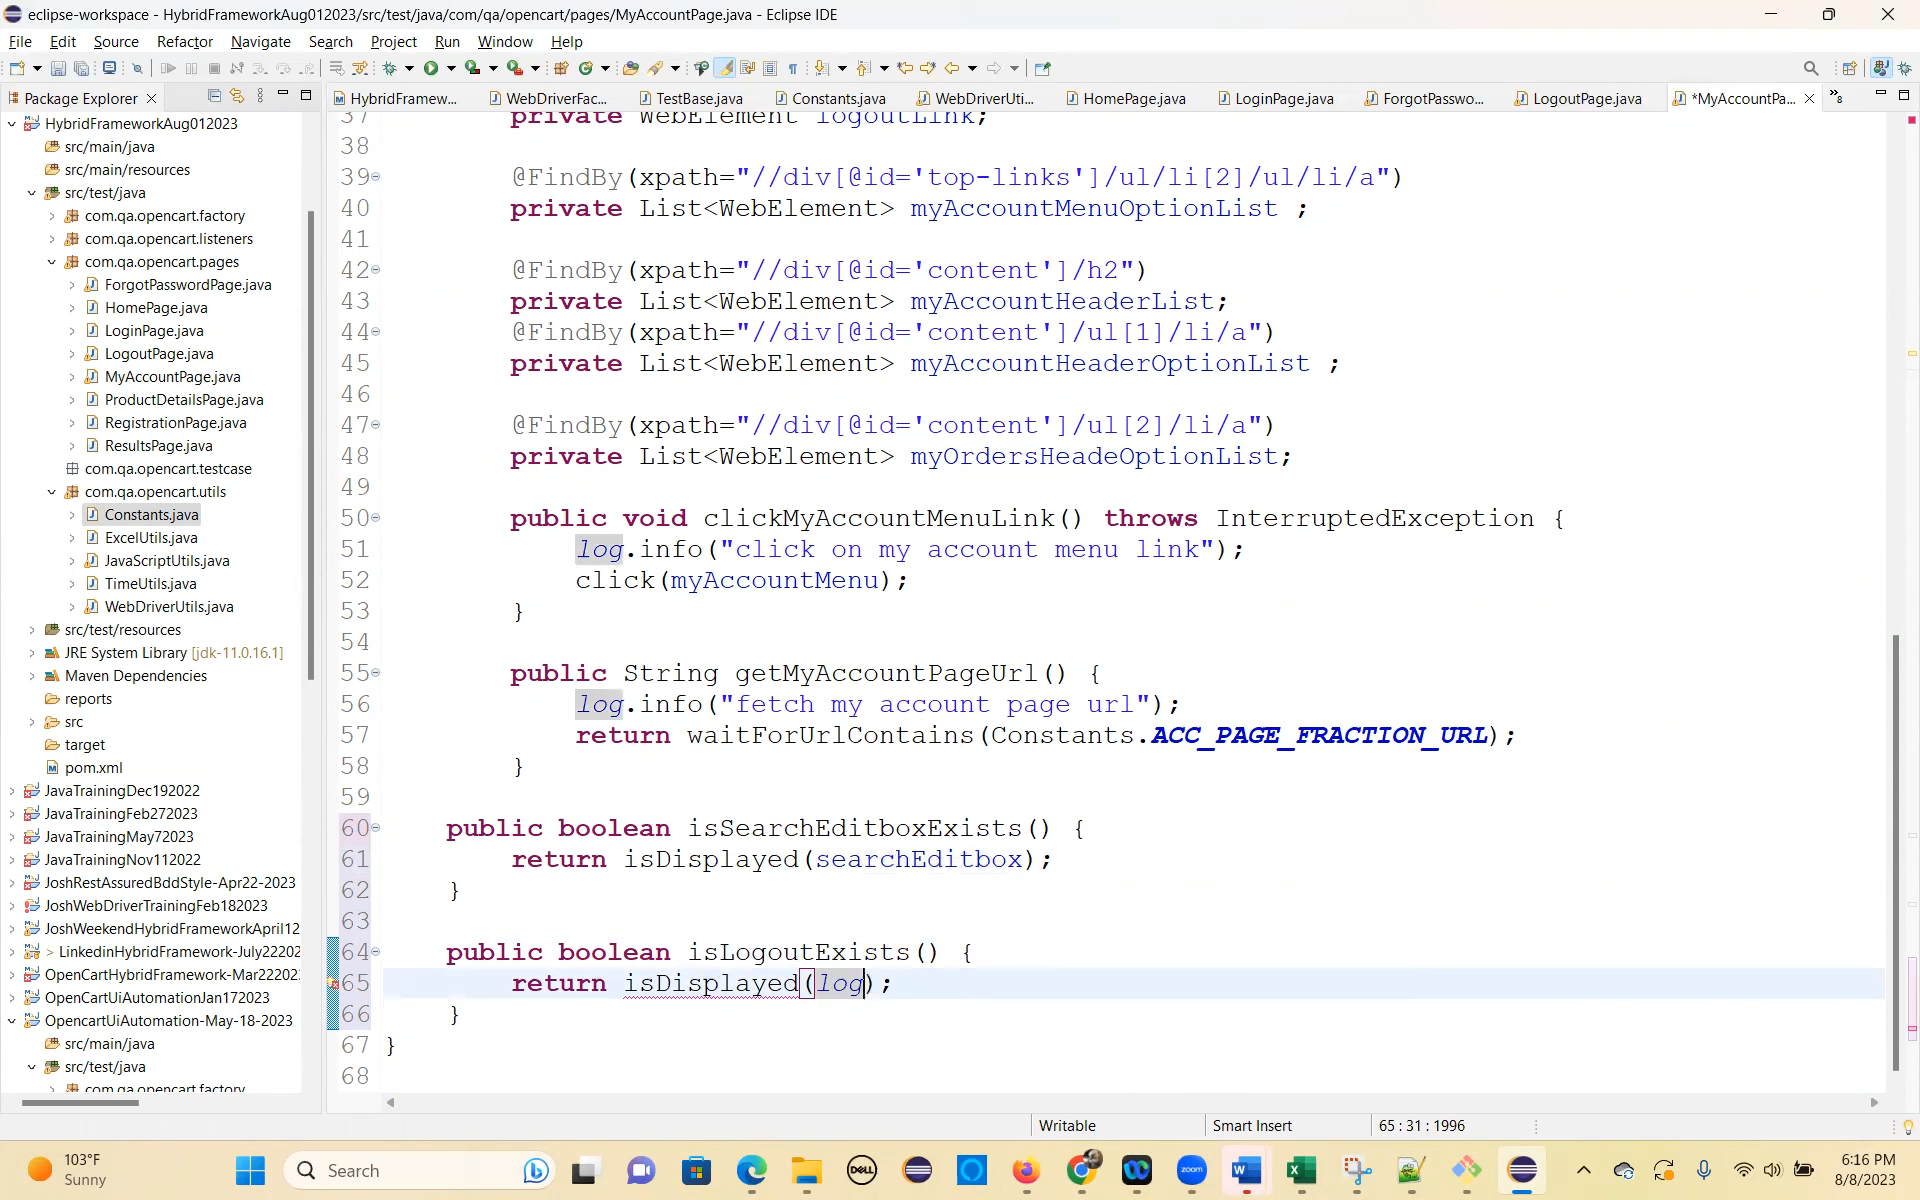 eclipse-workspace - HybridFrameworkAug012023/src/test/java/com/qa/opencart/pages/MyAccountPage.java - Eclipse IDE
File Edit Source Refactor Navigate Search Project Run Window Help
Package Explorer
HybridFramew... WebDriverFac... TestBase.java Constants.java WebDriverUti... HomePage.java LoginPage.java ForgotPasswo... LogoutPage.java *MyAccountPa... »8
HybridFrameworkAug012023
src/main/java
src/main/resources
src/test/java
com.qa.opencart.factory
com.qa.opencart.listeners
com.qa.opencart.pages
ForgotPasswordPage.java
HomePage.java
LoginPage.java
LogoutPage.java
MyAccountPage.java
ProductDetailsPage.java
RegistrationPage.java
ResultsPage.java
com.qa.opencart.testcase
com.qa.opencart.utils
Constants.java
ExcelUtils.java
JavaScriptUtils.java
TimeUtils.java
WebDriverUtils.java
src/test/resources
JRE System Library [jdk-11.0.16.1]
Maven Dependencies
reports
src
target
pom.xml
JavaTrainingDec192022
JavaTrainingFeb272023
JavaTrainingMay72023
JavaTrainingNov112022
JoshRestAssuredBddStyle-Apr22-2023
JoshWebDriverTrainingFeb182023
JoshWeekendHybridFrameworkApril12
> LinkedinHybridFramework-July22202
OpenCartHybridFramework-Mar22202
OpenCartUiAutomationJan172023
OpencartUiAutomation-May-18-2023
src/main/java
src/test/java
com.qa.opencart.factory
37 private WebElement logoutLink;
38
39 @FindBy(xpath="//div[@id='top-links']/ul/li[2]/ul/li/a")
40 private List<WebElement> myAccountMenuOptionList ;
41
42 @FindBy(xpath="//div[@id='content']/h2")
43 private List<WebElement> myAccountHeaderList;
44 @FindBy(xpath="//div[@id='content']/ul[1]/li/a")
45 private List<WebElement> myAccountHeaderOptionList ;
46
47 @FindBy(xpath="//div[@id='content']/ul[2]/li/a")
48 private List<WebElement> myOrdersHeadeOptionList;
49
50 public void clickMyAccountMenuLink() throws InterruptedException {
51 log.info("click on my account menu link");
52 click(myAccountMenu);
53 }
54
55 public String getMyAccountPageUrl() {
56 log.info("fetch my account page url");
57 return waitForUrlContains(Constants.ACC_PAGE_FRACTION_URL);
58 }
59
60 public boolean isSearchEditboxExists() {
61 return isDisplayed(searchEditbox);
62 }
63
64 public boolean isLogoutExists() {
65 return isDisplayed(log);
66 }
67 }
68
Writable Smart Insert 65 : 31 : 1996
103°F
Sunny
Search
DELL
zoom
6:16 PM
8/8/2023